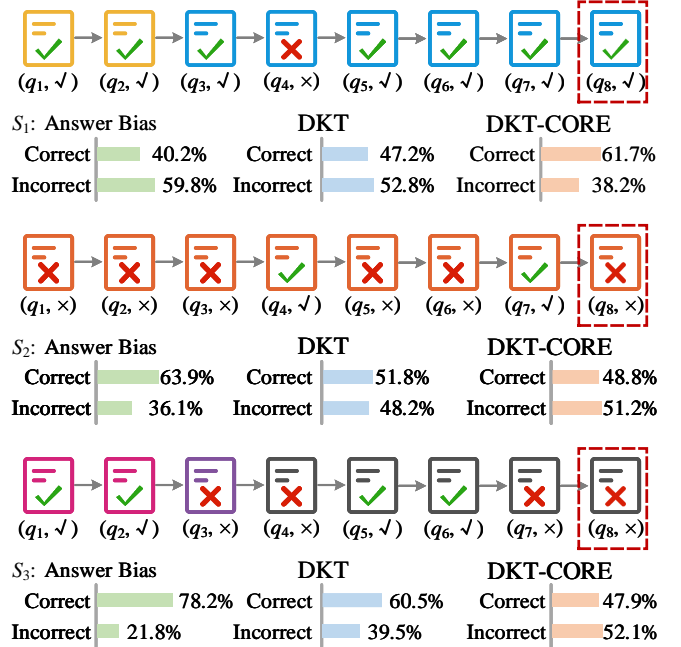 (q1, √) (q2, √) (q3, √) (q4, ×) (q5, √) (q6, √) (q7, √) (q8, √)
S1: Answer Bias DKT DKT-CORE
Correct 40.2% Correct 47.2% Correct 61.7%
Incorrect 59.8% Incorrect 52.8% Incorrect 38.2%
(q1, ×) (q2, ×) (q3, ×) (q4, √) (q5, ×) (q6, ×) (q7, √) (q8, ×)
S2: Answer Bias DKT DKT-CORE
Correct 63.9% Correct 51.8% Correct 48.8%
Incorrect 36.1% Incorrect 48.2% Incorrect 51.2%
(q1, √) (q2, √) (q3, ×) (q4, ×) (q5, √) (q6, √) (q7, ×) (q8, ×)
S3: Answer Bias DKT DKT-CORE
Correct 78.2% Correct 60.5% Correct 47.9%
Incorrect 21.8% Incorrect 39.5% Incorrect 52.1%